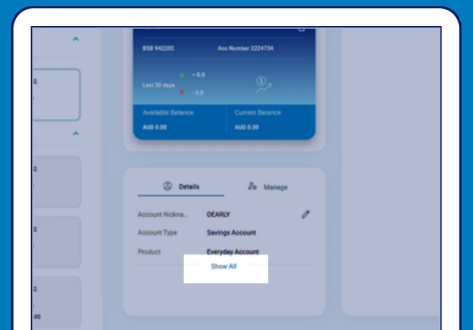 BSB 942202 Acc Number 2224734
+ 0.0
Last 30 days
- 0.0
Available Balance Current Balance
AUD 0.00 AUD 0.00
Details Manage
Account Nickna... DEARLY
Account Type Savings Account
Product Everyday Account
Show All
00